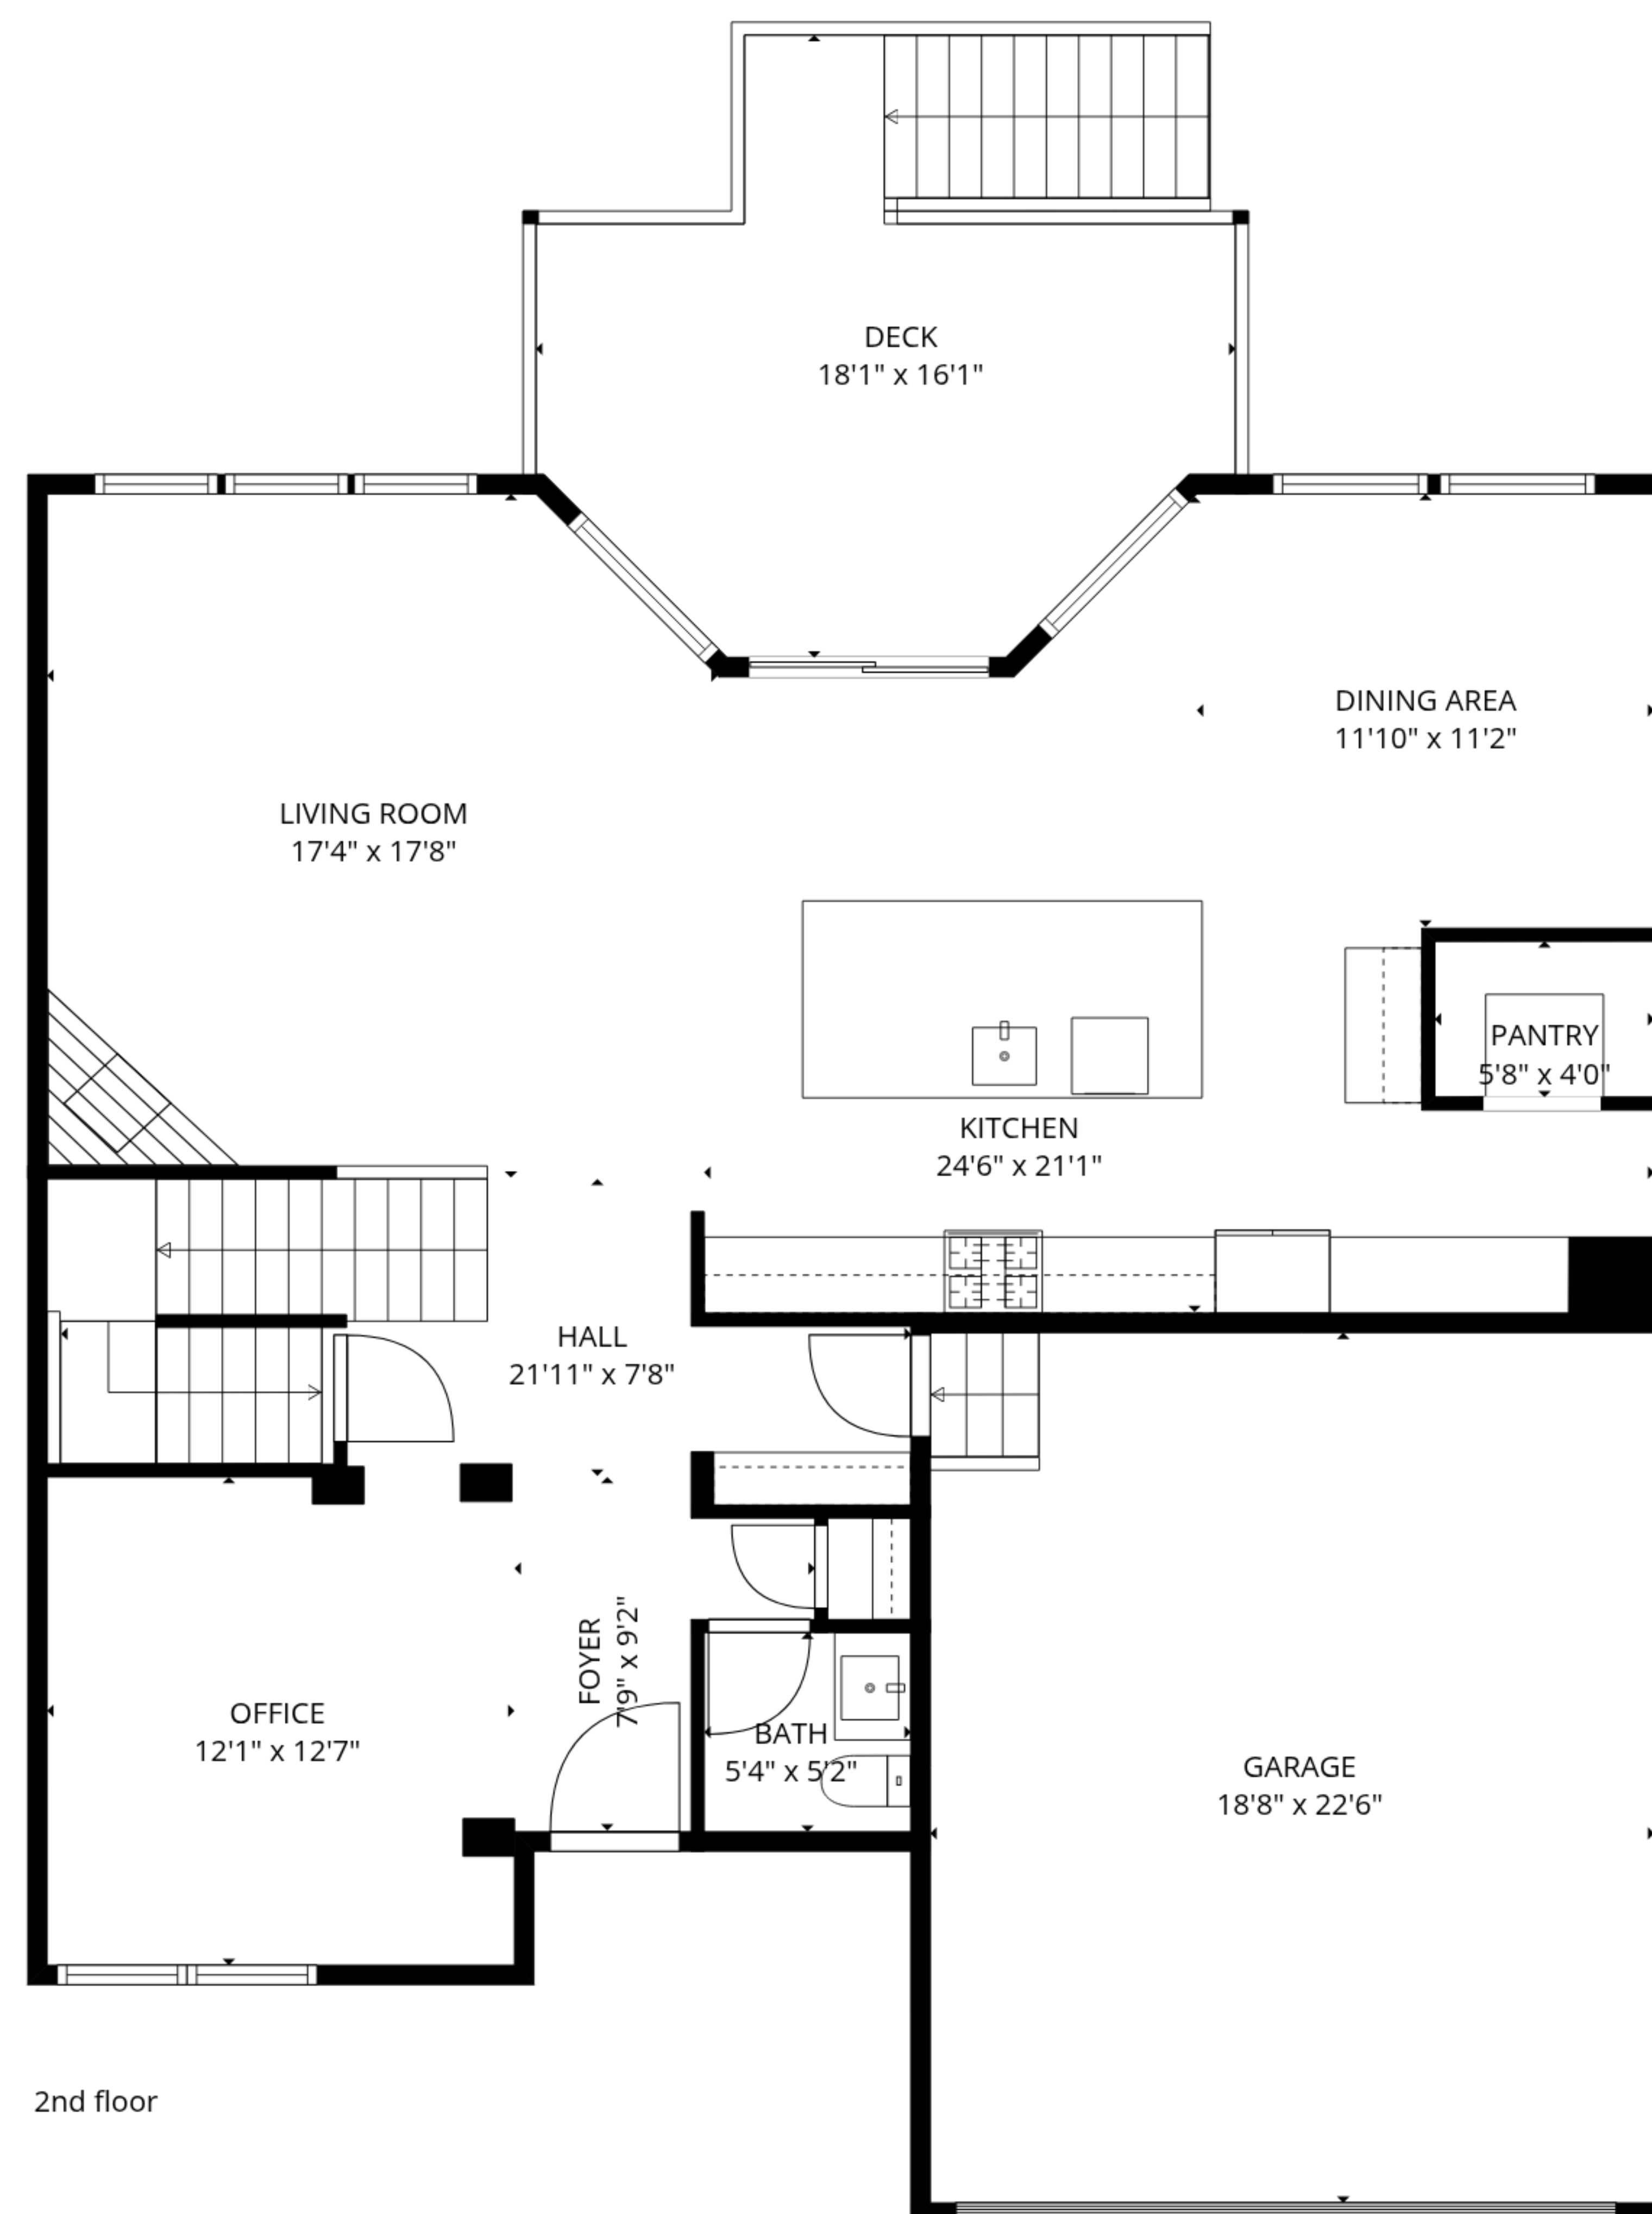 DECK
18'1" x 16'1"
DINING AREA
11'10" x 11'2"
LIVING ROOM
17'4" x 17'8"
PANTRY
5'8" x 4'0"
KITCHEN
24'6" x 21'1"
HALL
21'11" x 7'8"
FOYER
7'9" x 9'2"
OFFICE
12'1" x 12'7"
BATH
5'4" x 5'2"
GARAGE
18'8" x 22'6"
2nd floor